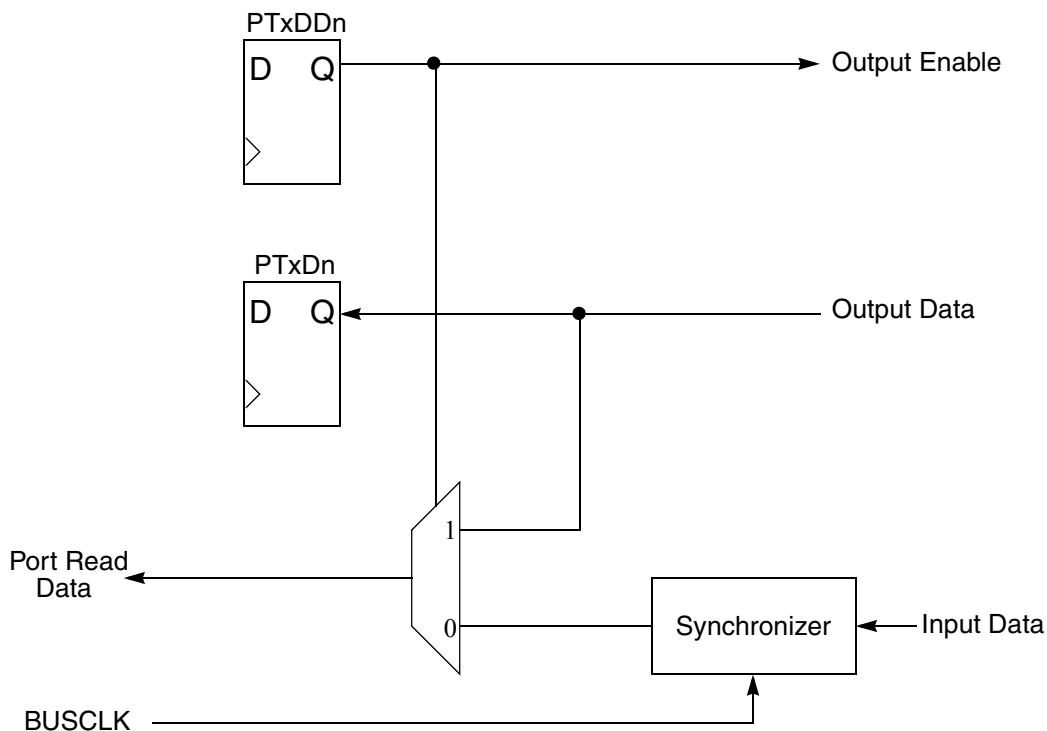 PTxDDn
D Q
Output Enable
PTxDn
D Q
Output Data
1
Port Read
Data
0
Synchronizer
Input Data
BUSCLK